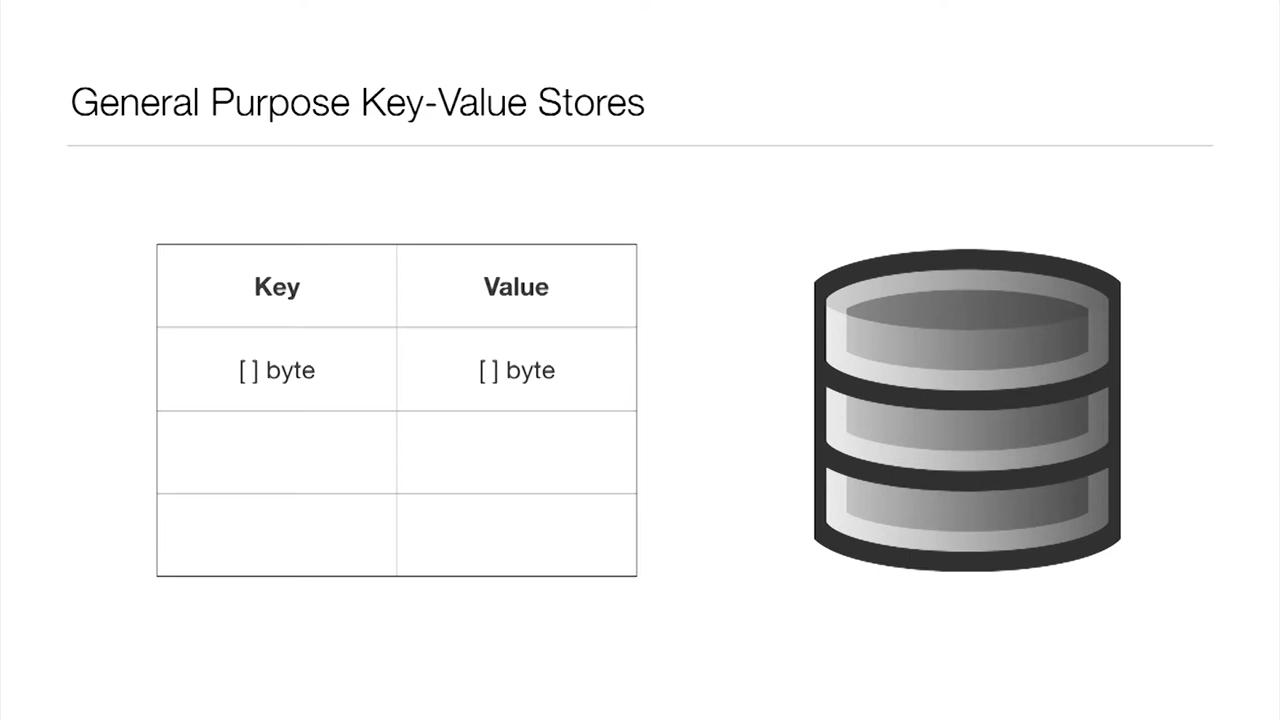 General Purpose Key-Value Stores
Key Value
[ ] byte [ ] byte